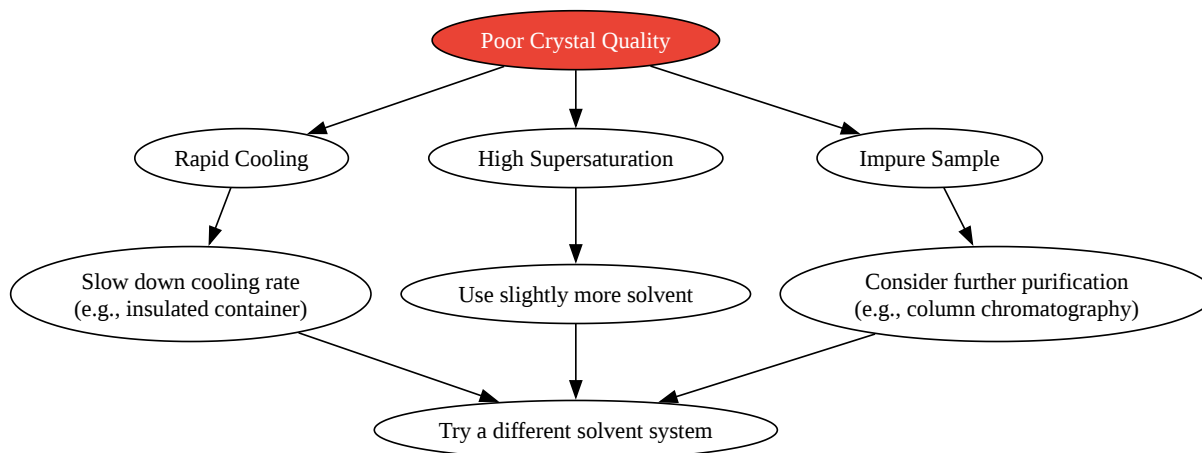 Poor Crystal Quality
Rapid Cooling
High Supersaturation
Impure Sample
Slow down cooling rate
(e.g., insulated container)
Use slightly more solvent
Consider further purification
(e.g., column chromatography)
Try a different solvent system